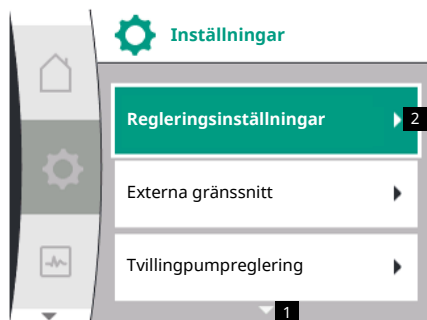 Inställningar
Regleringsinställningar
2
Externa gränssnitt
Tvillingpumpreglering
1